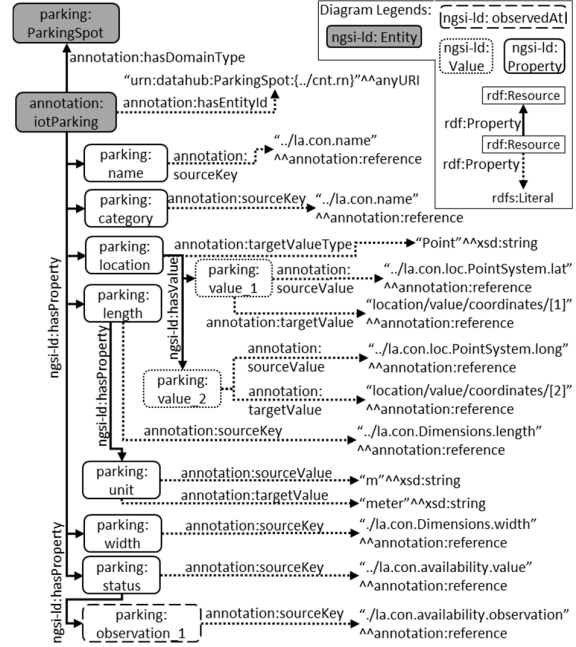 parking:
ParkingSpot
annotation:hasDomainType
annotation:
iotParking
"urn:datahub:ParkingSpot:{../cnt.rn}"^^anyURI
annotation:hasEntityId
Diagram Legends:
ngsi-ld: observedAt
ngsi-ld: Entity
ngsi-ld:
Value
ngsi-ld:
Property
rdf:Resource
rdf:Property
rdf:Resource
rdf:Property
rdfs:Literal
parking:
name
annotation:
sourceKey
"../la.con.name"
^^annotation:reference
parking:
category
annotation:sourceKey
"../la.con.name"
^^annotation:reference
parking:
location
annotation:targetValueType
"Point"^^xsd:string
ngsi-ld:hasProperty
ngsi-ld:hasValue
parking:
value_1
annotation:
sourceValue
"../la.con.loc.PointSystem.lat"
^^annotation:reference
annotation:targetValue
"location/value/coordinates/[1]"
^^annotation:reference
parking:
length
ngsi-ld:hasProperty
parking:
value_2
annotation:
sourceValue
"../la.con.loc.PointSystem.long"
^^annotation:reference
annotation:
targetValue
"location/value/coordinates/[2]"
^^annotation:reference
annotation:sourceKey
"../la.con.Dimensions.length"
^^annotation:reference
parking:
unit
annotation:sourceValue
"m"^^xsd:string
annotation:targetValue
"meter"^^xsd:string
parking:
width
annotation:sourceKey
"./la.con.Dimensions.width"
^^annotation:reference
parking:
status
annotation:sourceKey
"../la.con.availability.value"
^^annotation:reference
ngsi-ld:hasProperty
parking:
observation_1
annotation:sourceKey
"./la.con.availability.observation"
^^annotation:reference